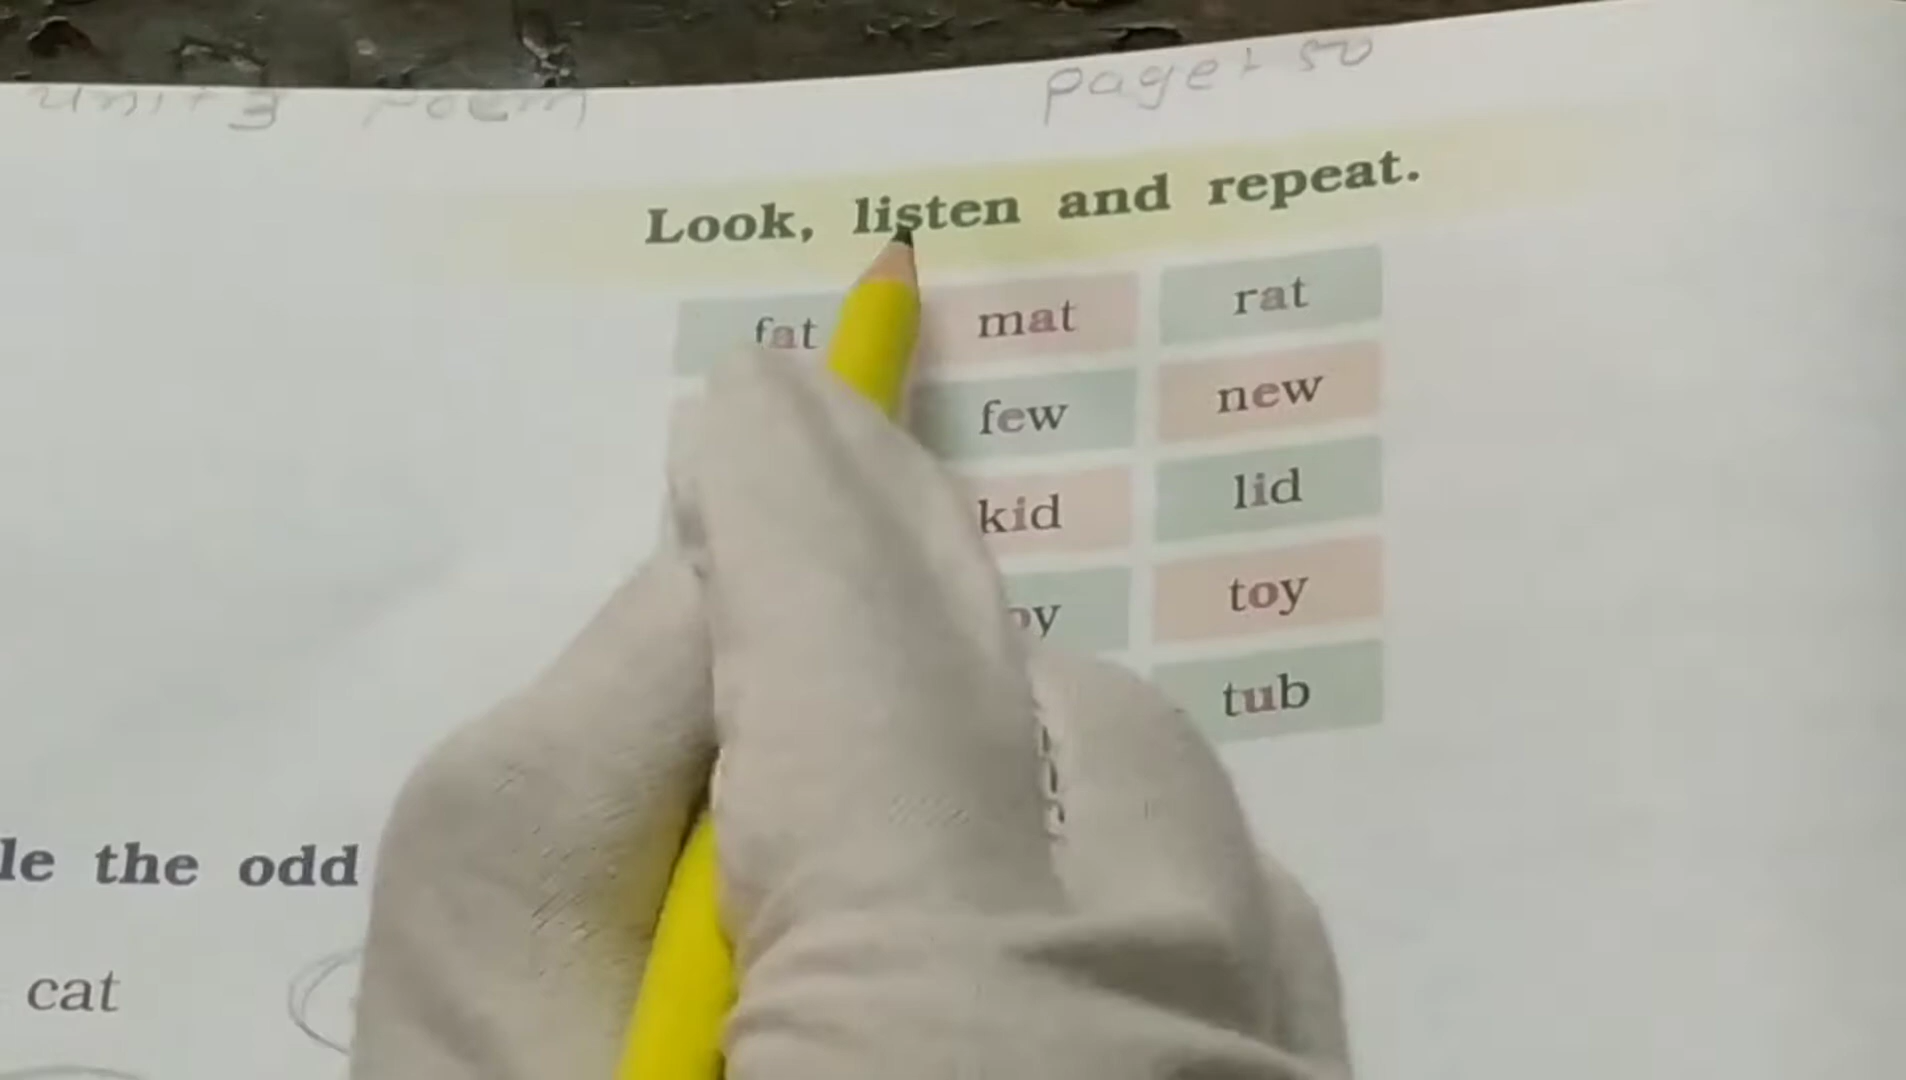 unit 3 Poem page 50
Look, listen and repeat.
fat mat rat
few new
kid lid
oy toy
tub
le the odd
cat